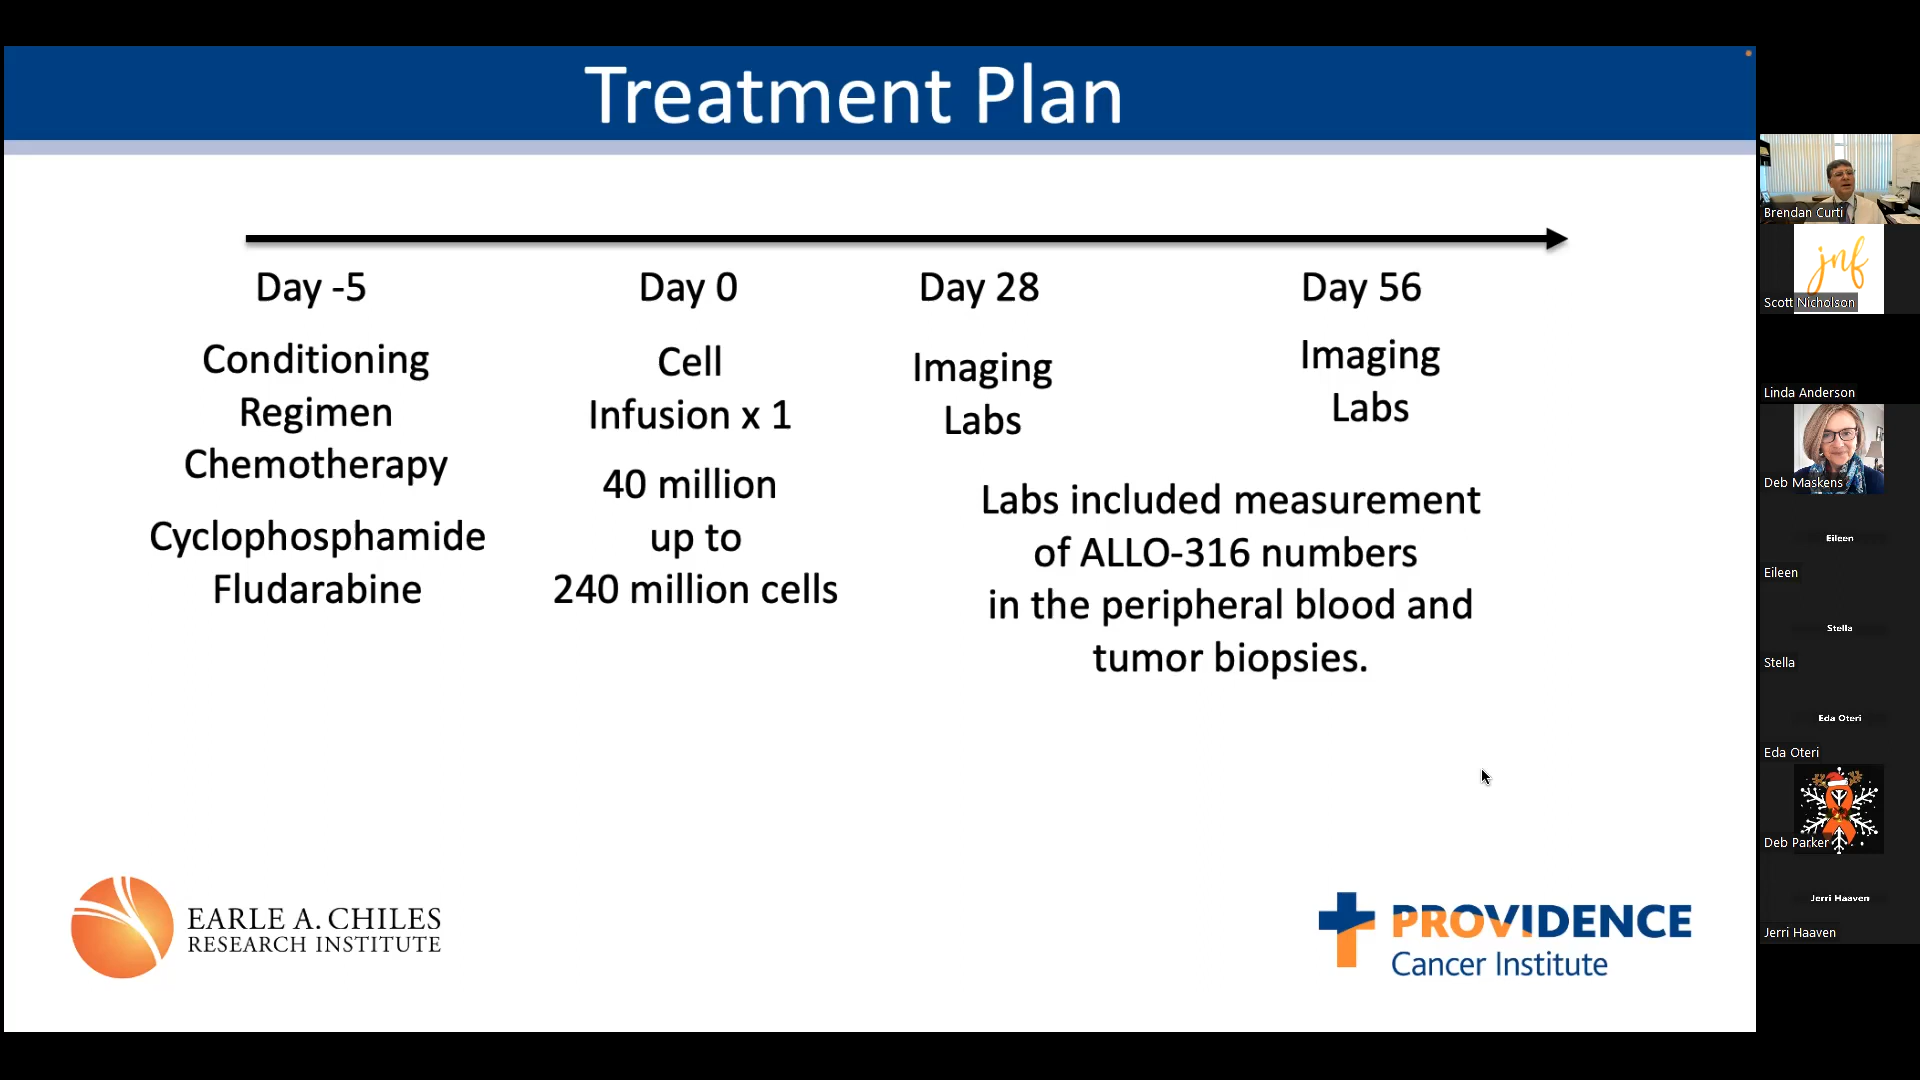 Treatment Plan
Day -5
Conditioning
Regimen
Chemotherapy
Cyclophosphamide
Fludarabine
Day 0
Cell
Infusion x 1
40 million
up to
240 million cells
Day 28
Imaging
Labs
Day 56
Imaging
Labs
Labs included measurement
of ALLO-316 numbers
in the peripheral blood and
tumor biopsies.
EARLE A. CHILES
RESEARCH INSTITUTE
PROVIDENCE
Cancer Institute
Brendan Curti
jnf
Scott Nicholson
Linda Anderson
Deb Maskens
Eileen
Eileen
Stella
Stella
Eda Oteri
Eda Oteri
Deb Parker
Jerri Haaven
Jerri Haaven